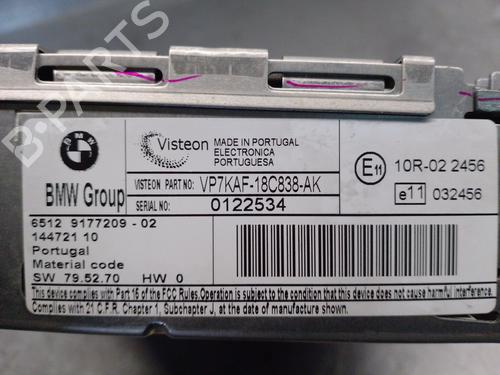 B-PARTS
BMW
BMW Group
Visteon
MADE IN PORTUGAL
ELECTRONICA
PORTUGUESA
VISTEON PART NO: VP7KAF-18C838-AK
SERIAL NO: 0122534
E11 10R-02 2456
e11 032456
6512 9177209-02
144721 10
Portugal
Material code
SW 79.52.70 HW 0
This device complies with Part 15 of the FCC Rules.Operation is subject to the condition that this device does not cause harmful interference.
Complies with 21 C.F.R. Chapter 1, Subchapter J, at the date of manufacture shown.